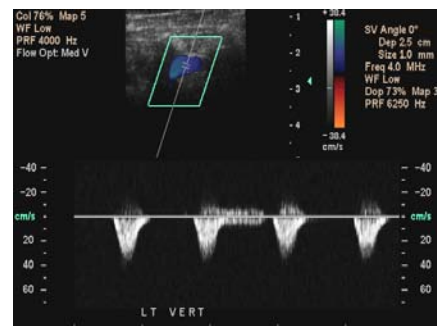 Col 76% Map 5
WF Low
PRF 4000 Hz
Flow Opt: Med V
1
2
3
4
5
+38.4
-38.4
cm/s
SV Angle 0°
Dep 2.5 cm
Size 1.0 mm
Freq 4.0 MHz
WF Low
Dop 73% Map 3
PRF 6250 Hz
-40
-20
cm/s
20
40
60
-40
-20
cm/s
20
40
60
LT VERT